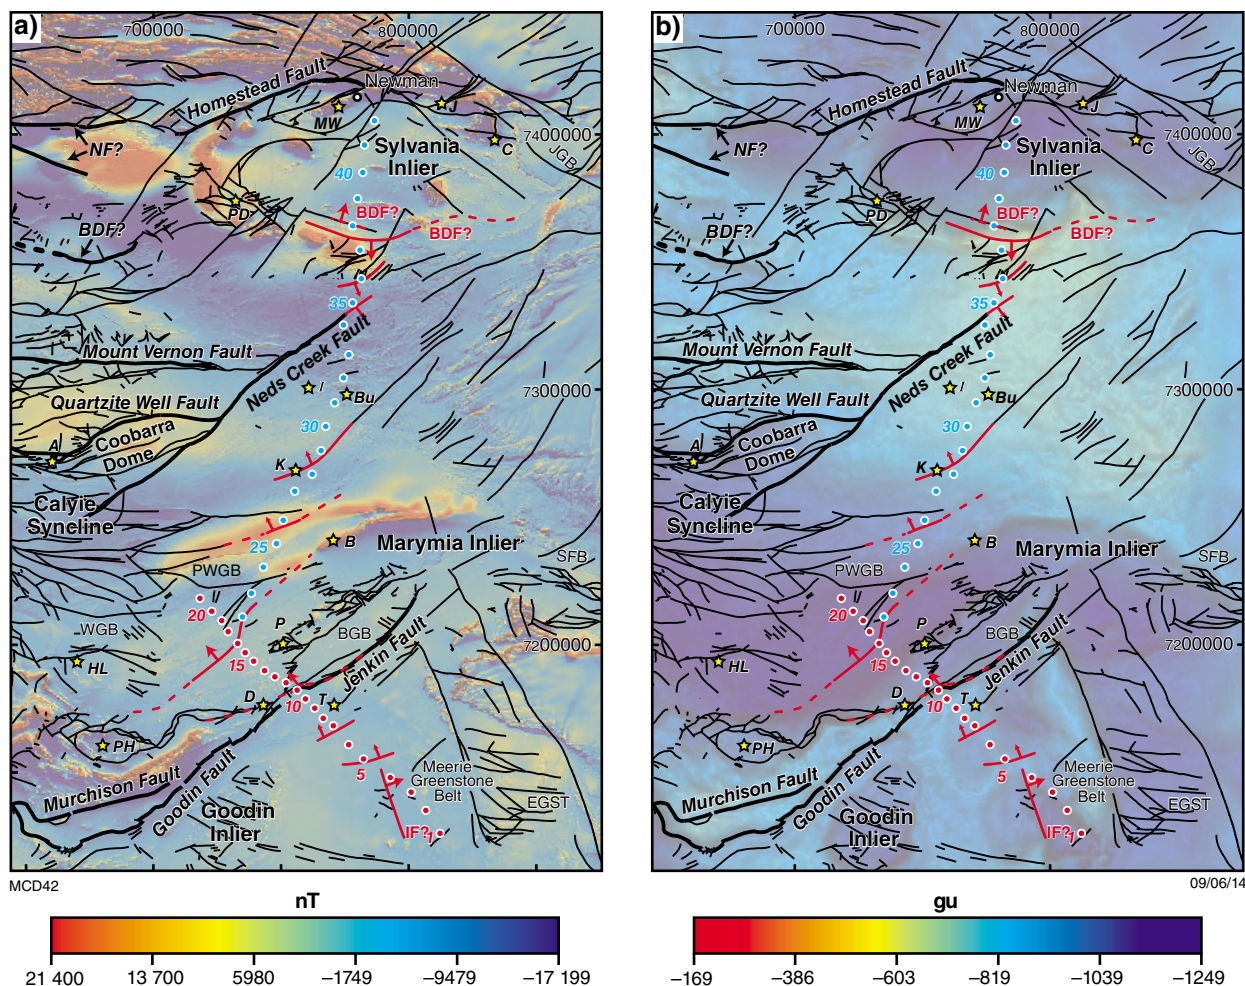 a)
700000
800000
Homestead Fault
Newman
MW
J
C
7400000
JGB
NF?
Sylvania
Inlier
40
PD
BDF?
BDF?
BDF?
35
Mount Vernon Fault
Neds Creek Fault
7300000
I
Bu
Quartzite Well Fault
Coobarra
Dome
A
30
K
Calyie
Syncline
25
B
Marymia Inlier
SFB
PWGB
20
WGB
P
BGB
7200000
HL
15
Jenkin Fault
D
10
T
PH
5
Meerie
Greenstone
Belt
Murchison Fault
Goodin Fault
Goodin
Inlier
EGST
IF?
1
b)
700000
800000
Homestead Fault
Newman
MW
J
C
7400000
JGB
NF?
Sylvania
Inlier
40
PD
BDF?
BDF?
BDF?
35
Mount Vernon Fault
Neds Creek Fault
7300000
I
Bu
Quartzite Well Fault
Coobarra
Dome
A
30
K
Calyie
Syncline
25
B
Marymia Inlier
SFB
PWGB
20
WGB
P
BGB
7200000
HL
15
Jenkin Fault
D
10
T
PH
5
Meerie
Greenstone
Belt
Murchison Fault
Goodin Fault
Goodin
Inlier
EGST
IF?
1
MCD42
09/06/14
nT
21 400
13 700
5980
−1749
−9479
−17 199
gu
−169
−386
−603
−819
−1039
−1249